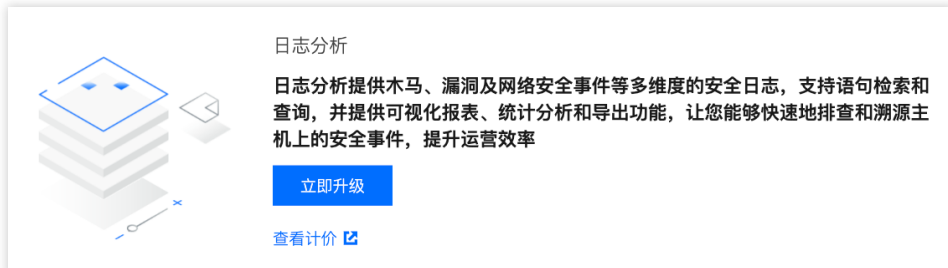 日志分析
日志分析提供木马、漏洞及网络安全事件等多维度的安全日志，支持语句检索和
查询，并提供可视化报表、统计分析和导出功能，让您能够快速地排查和溯源主
机上的安全事件，提升运营效率
立即升级
查看计价